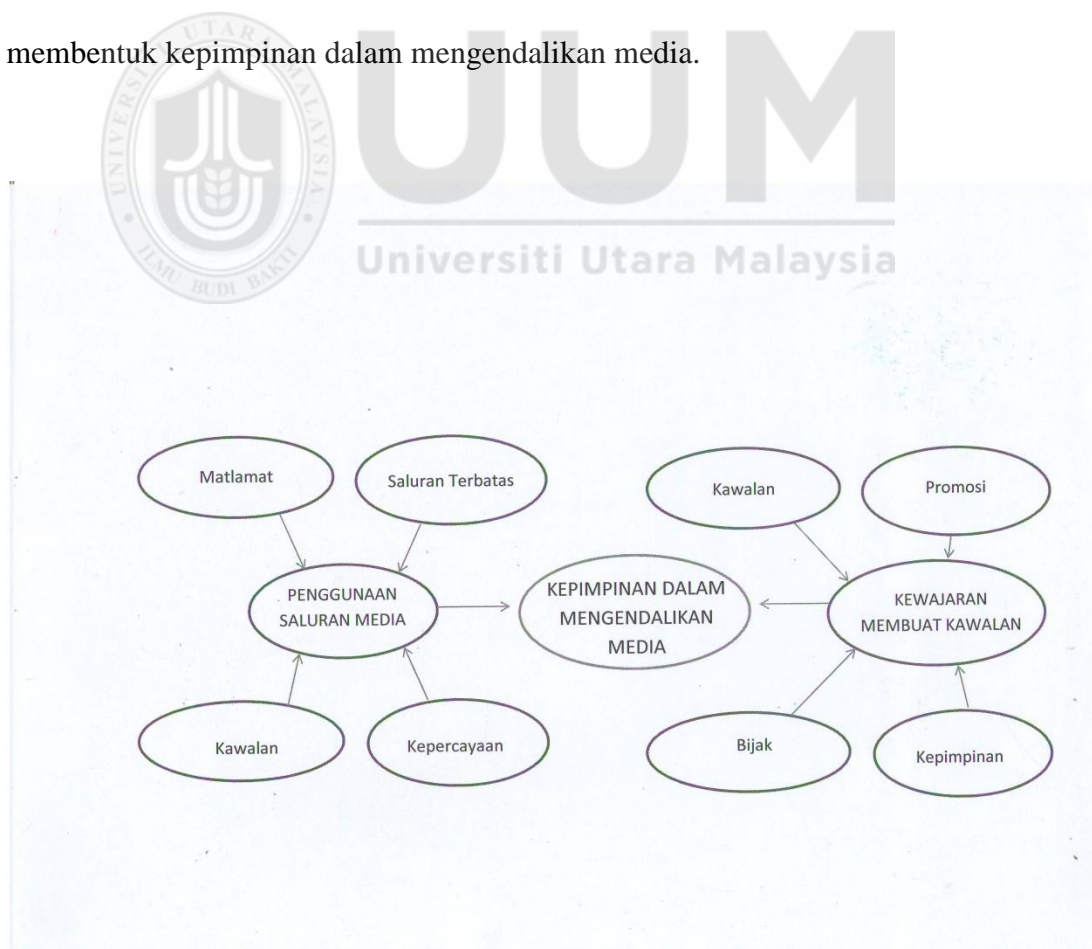 membentuk kepimpinan dalam mengendalikan media.
UNIVERSITI UTARA MALAYSIA
ILMU BUDI BAKTI
UUM
Universiti Utara Malaysia
Matlamat
Saluran Terbatas
Kawalan
Promosi
PENGGUNAAN
SALURAN MEDIA
KEPIMPINAN DALAM
MENGENDALIKAN
MEDIA
KEWAJARAN
MEMBUAT KAWALAN
Kawalan
Kepercayaan
Bijak
Kepimpinan